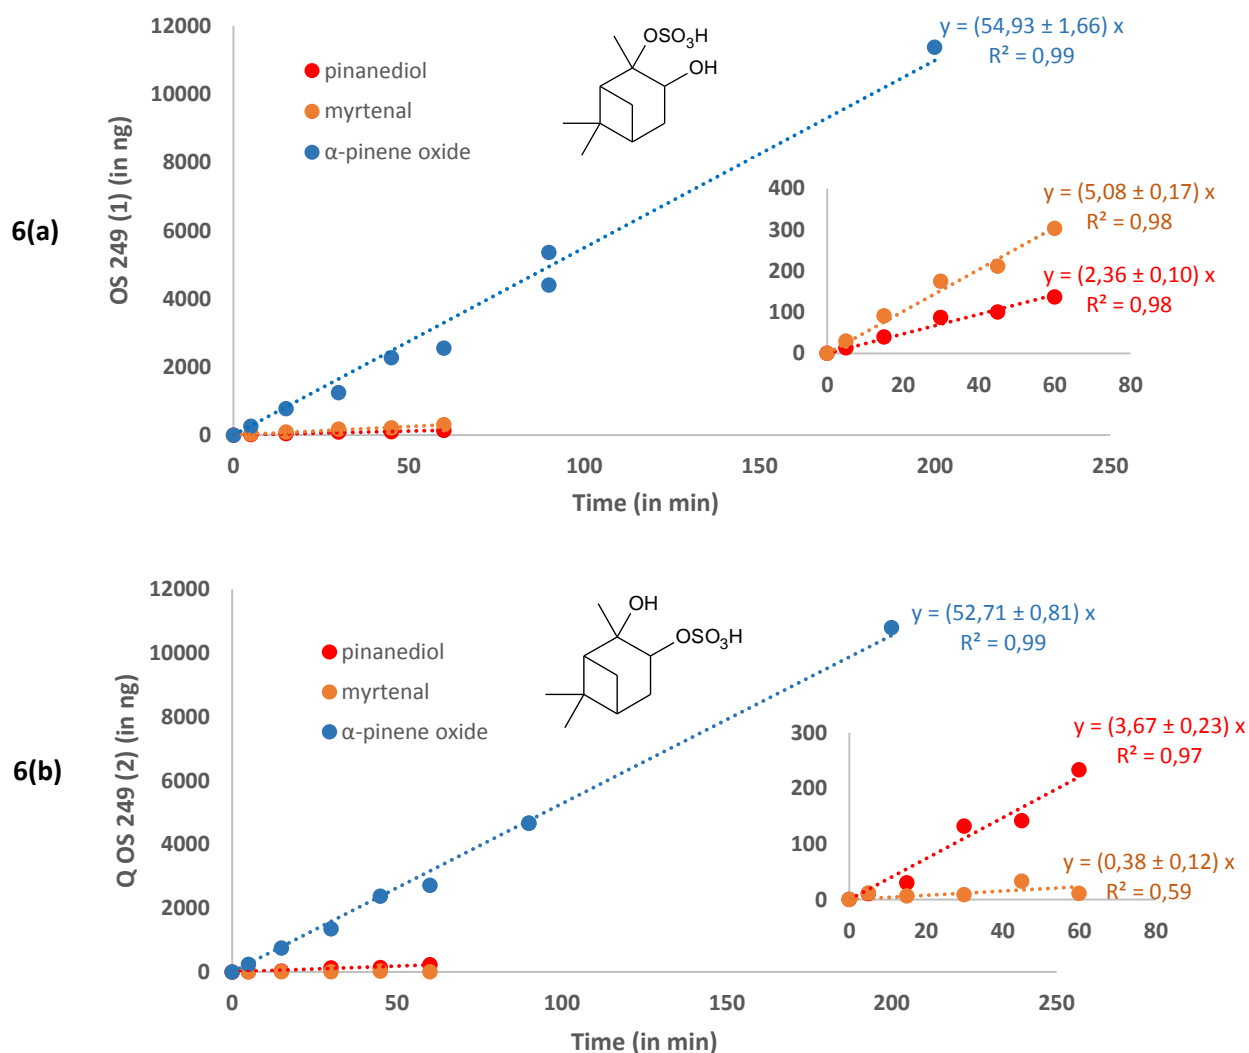 6(a)
OS 249 (1) (in ng)
12000
10000
8000
6000
4000
2000
0
pinanediol
myrtenal
α-pinene oxide
OSO3H
OH
y = (54,93 ± 1,66) x
R² = 0,99
400
300
200
100
0
y = (5,08 ± 0,17) x
R² = 0,98
y = (2,36 ± 0,10) x
R² = 0,98
0 20 40 60 80
0 50 100 150 200 250
Time (in min)
6(b)
Q OS 249 (2) (in ng)
12000
10000
8000
6000
4000
2000
0
pinanediol
myrtenal
α-pinene oxide
OH
OSO3H
y = (52,71 ± 0,81) x
R² = 0,99
300
200
100
0
y = (3,67 ± 0,23) x
R² = 0,97
y = (0,38 ± 0,12) x
R² = 0,59
0 20 40 60 80
0 50 100 150 200 250
Time (in min)